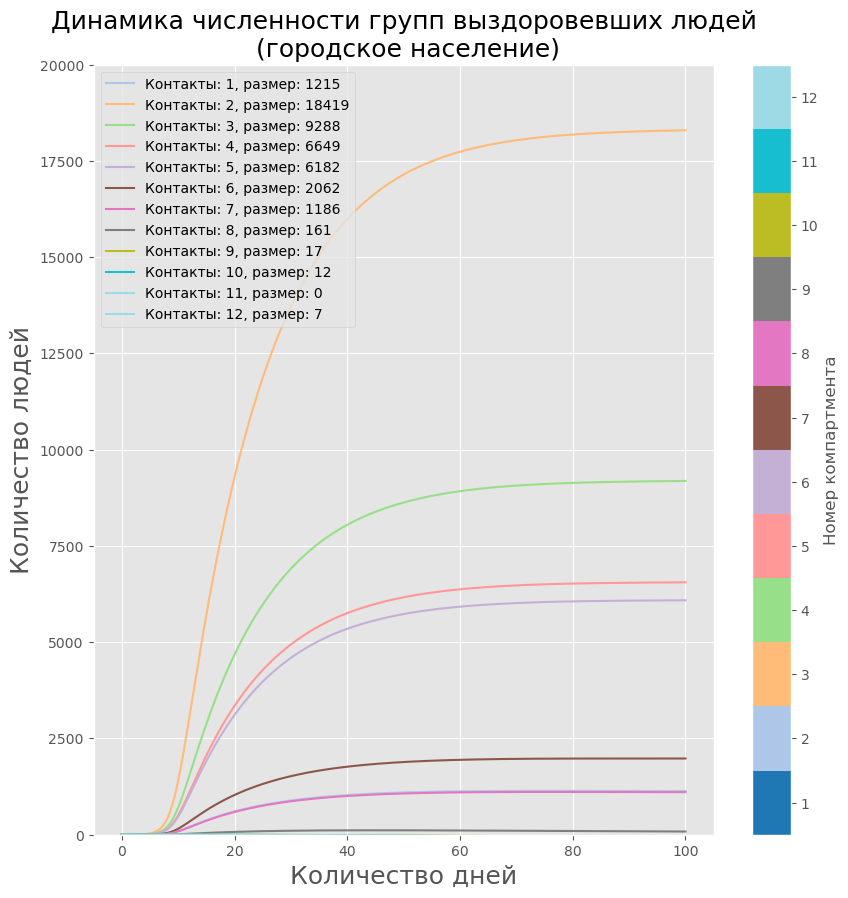 Динамика численности групп выздоровевших людей
(городское население)
Количество людей
20000
17500
15000
12500
10000
7500
5000
2500
0
Контакты: 1, размер: 1215
Контакты: 2, размер: 18419
Контакты: 3, размер: 9288
Контакты: 4, размер: 6649
Контакты: 5, размер: 6182
Контакты: 6, размер: 2062
Контакты: 7, размер: 1186
Контакты: 8, размер: 161
Контакты: 9, размер: 17
Контакты: 10, размер: 12
Контакты: 11, размер: 0
Контакты: 12, размер: 7
0 20 40 60 80 100
Количество дней
12
11
10
9
8
7
6
5
4
3
2
1
Номер компартмента